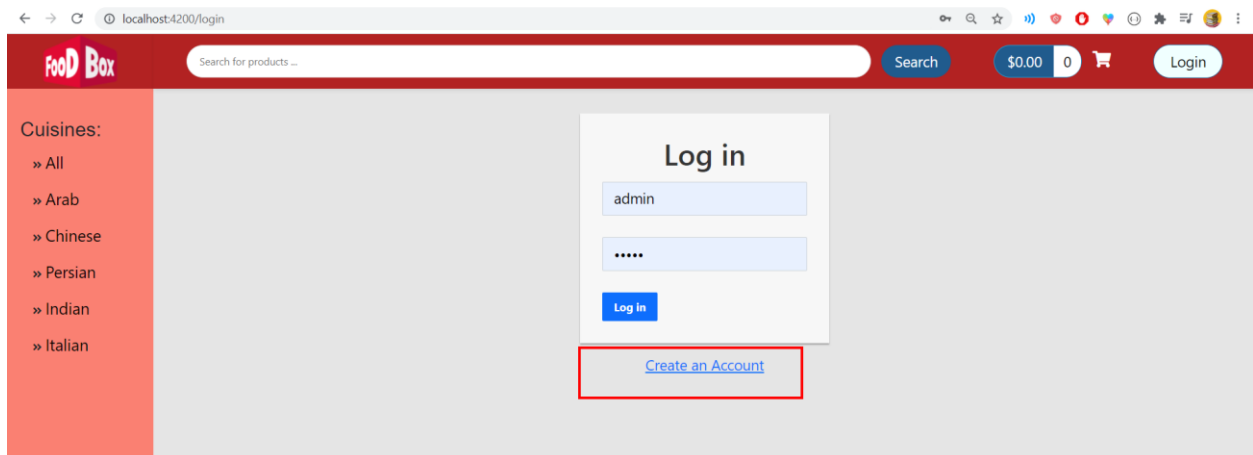 localhost:4200/login
FooD Box
Search for products ...
Search
$0.00 0
Login
Cuisines:
» All
» Arab
» Chinese
» Persian
» Indian
» Italian
Log in
admin
•••••
Log in
Create an Account